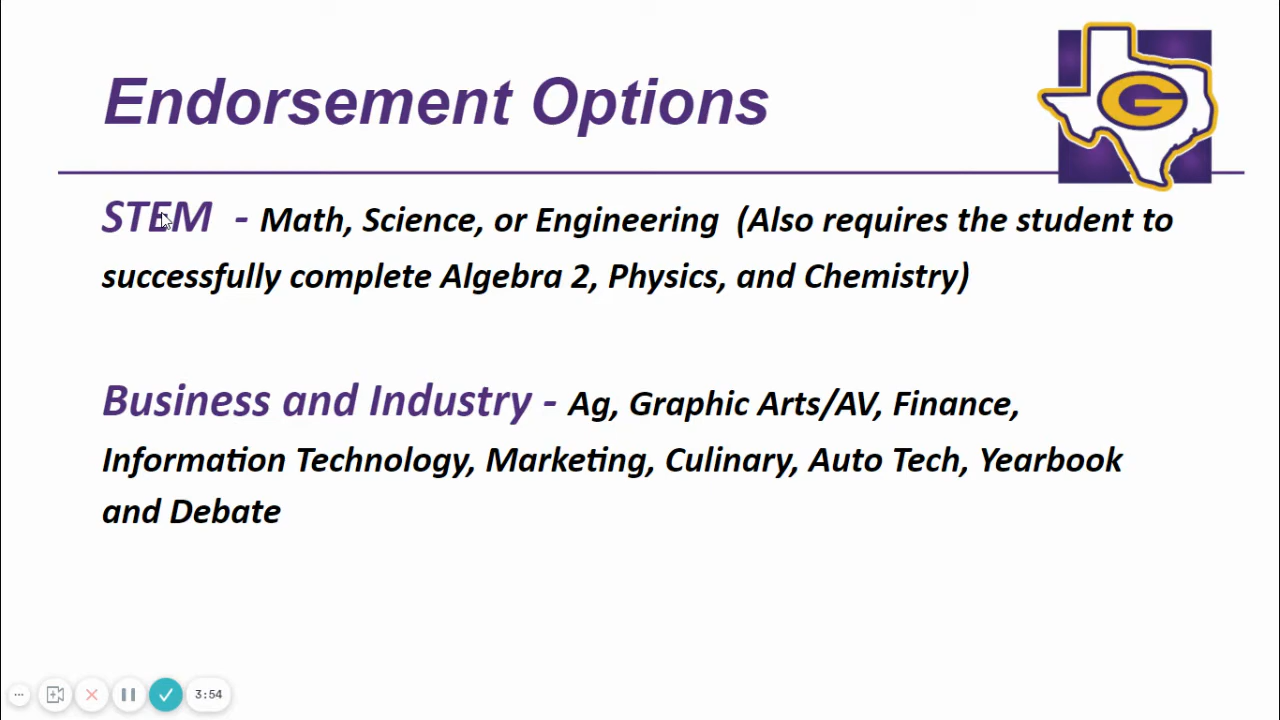 Endorsement Options
G
STEM - Math, Science, or Engineering (Also requires the student to
successfully complete Algebra 2, Physics, and Chemistry)
Business and Industry - Ag, Graphic Arts/AV, Finance,
Information Technology, Marketing, Culinary, Auto Tech, Yearbook
and Debate
3:54